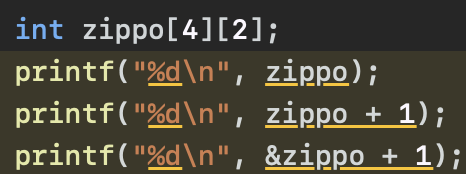 int zippo[4][2];
printf("%d\n", zippo);
printf("%d\n", zippo + 1);
printf("%d\n", &zippo + 1);